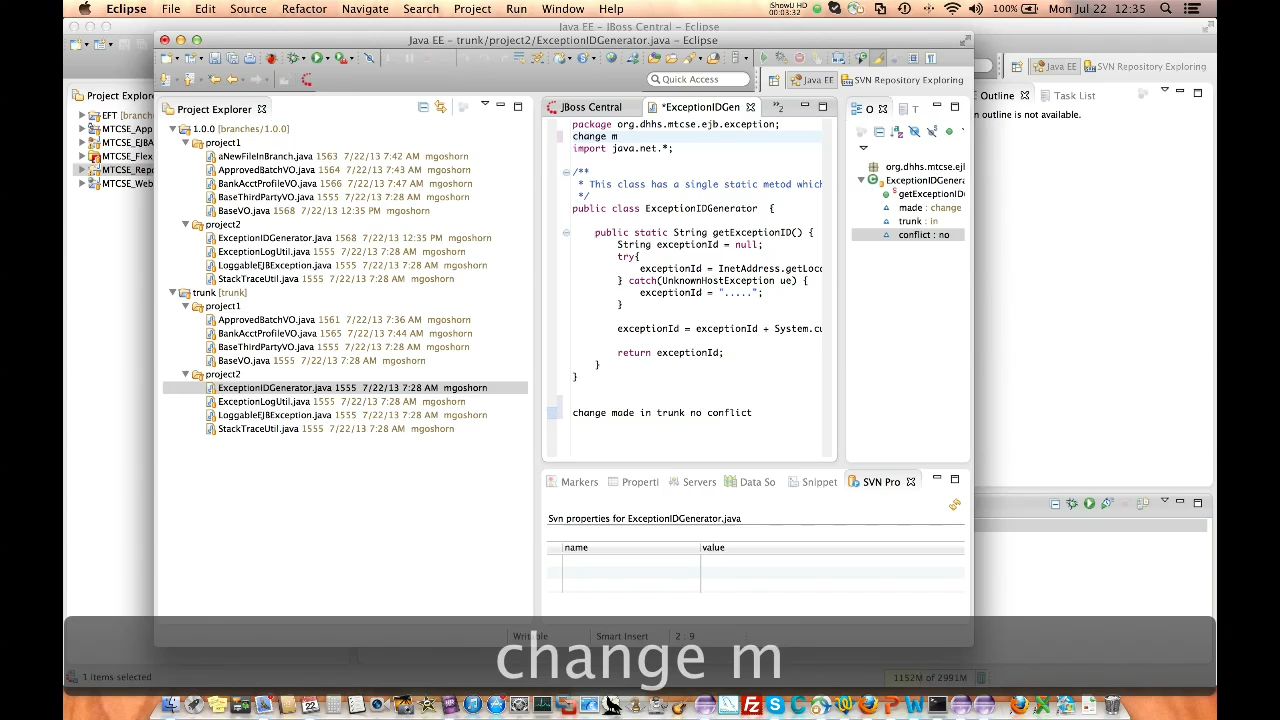 Eclipse File Edit Source Refactor Navigate Search Project Run Window Help
ShowU HD
00:03:32
100% Mon Jul 22 12:35
Java EE - JBoss Central - Eclipse
Java EE - trunk/project2/ExceptionIDGenerator.java - Eclipse
Java EE SVN Repository Exploring
Quick Access
Java EE SVN Repository Exploring
Project Explorer
EFT
MTCSE_App
MTCSE_EJBA
MTCSE_Flex
MTCSE_Repo
MTCSE_Web
Project Explorer
1.0.0 [branches/1.0.0]
project1
aNewFileInBranch.java 1563 7/22/13 7:42 AM mgoshorn
ApprovedBatchVO.java 1564 7/22/13 7:43 AM mgoshorn
BankAcctProfileVO.java 1566 7/22/13 7:47 AM mgoshorn
BaseThirdPartyVO.java 1555 7/22/13 7:28 AM mgoshorn
BaseVO.java 1568 7/22/13 12:35 PM mgoshorn
project2
ExceptionIDGenerator.java 1568 7/22/13 12:35 PM mgoshorn
ExceptionLogUtil.java 1555 7/22/13 7:28 AM mgoshorn
LoggableEJBException.java 1555 7/22/13 7:28 AM mgoshorn
StackTraceUtil.java 1555 7/22/13 7:28 AM mgoshorn
trunk [trunk]
project1
ApprovedBatchVO.java 1561 7/22/13 7:36 AM mgoshorn
BankAcctProfileVO.java 1565 7/22/13 7:44 AM mgoshorn
BaseThirdPartyVO.java 1555 7/22/13 7:28 AM mgoshorn
BaseVO.java 1555 7/22/13 7:28 AM mgoshorn
project2
ExceptionIDGenerator.java 1555 7/22/13 7:28 AM mgoshorn
ExceptionLogUtil.java 1555 7/22/13 7:28 AM mgoshorn
LoggableEJBException.java 1555 7/22/13 7:28 AM mgoshorn
StackTraceUtil.java 1555 7/22/13 7:28 AM mgoshorn
JBoss Central *ExceptionIDGen »2
package org.dhhs.mtcse.ejb.exception;
change m
import java.net.*;
/**
* This class has a single static metod which
*/
public class ExceptionIDGenerator {
public static String getExceptionID() {
String exceptionId = null;
try{
exceptionId = InetAddress.getLoca
} catch(UnknownHostException ue) {
exceptionId = ".....";
}
exceptionId = exceptionId + System.cu
return exceptionId;
}
}
change made in trunk no conflict
O T
org.dhhs.mtcse.ejl
ExceptionIDGenera
getExceptionID
made : change
trunk : in
conflict : no
Outline Task List
outline is not available.
Markers Properti Servers Data So Snippet SVN Pro
Svn properties for ExceptionIDGenerator.java
name value
Writable Smart Insert 2 : 9
change m
1 items selected
1152M of 2991M